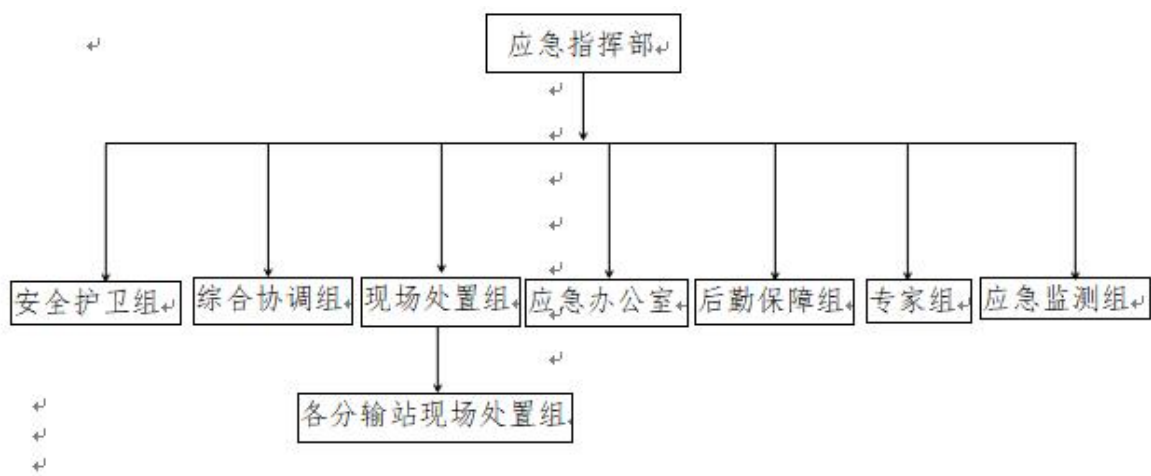 应急指挥部
安全护卫组
综合协调组
现场处置组
应急办公室
后勤保障组
专家组
应急监测组
各分输站现场处置组